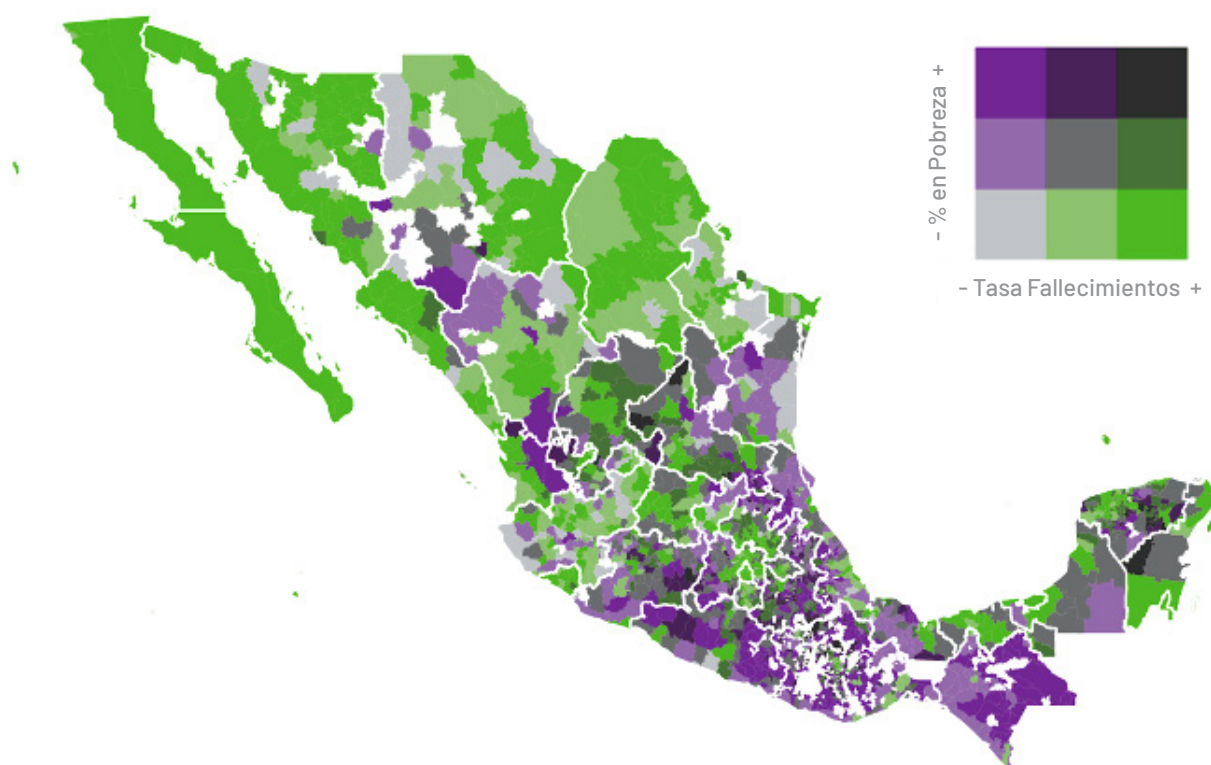 - % en Pobreza +
- Tasa Fallecimientos +